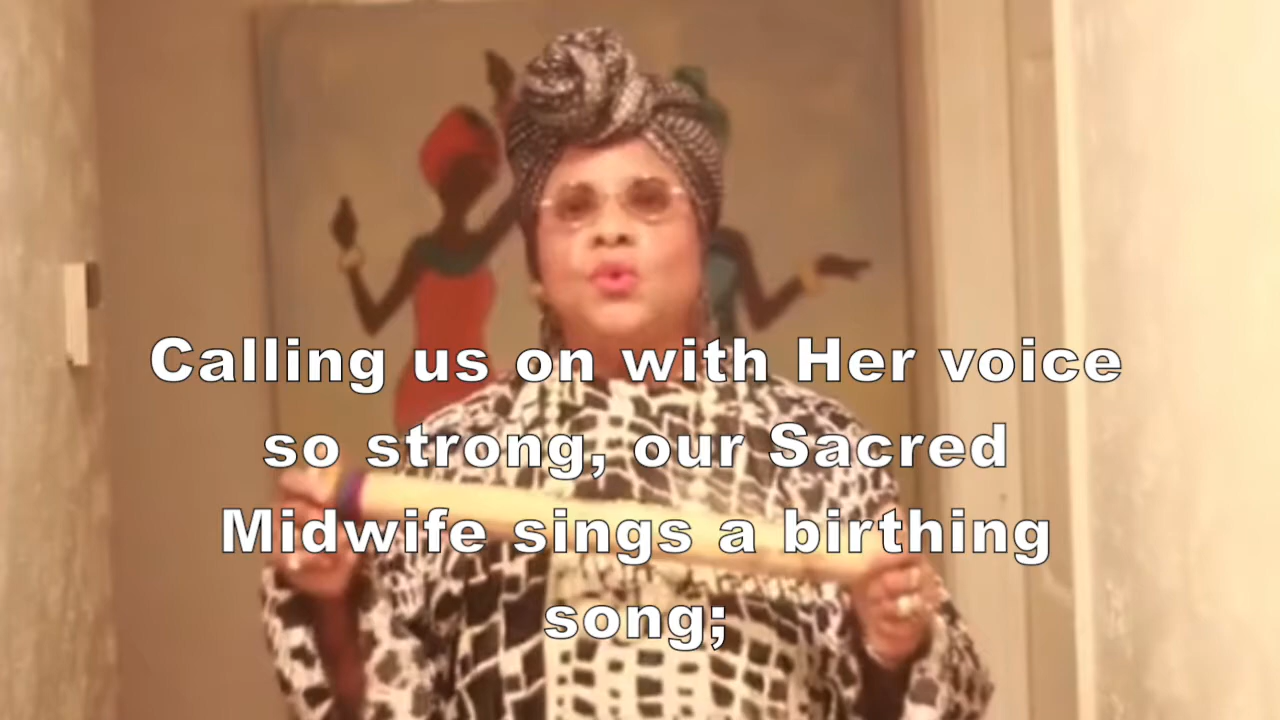 Calling us on with Her voice
so strong, our Sacred
Midwife sings a birthing
song;